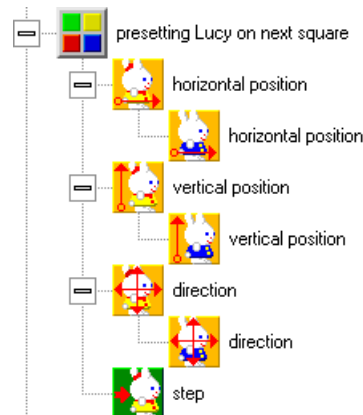 presetting Lucy on next square
horizontal position
horizontal position
vertical position
vertical position
direction
direction
step